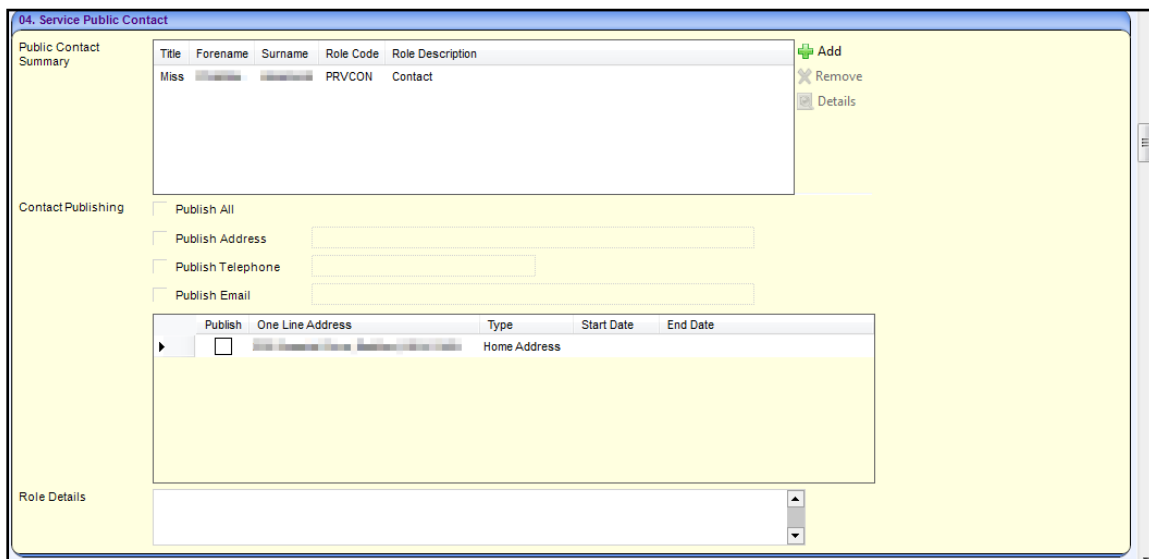 04. Service Public Contact
Public Contact Summary
Title Forename Surname Role Code Role Description
Miss PRVCON Contact
Add
Remove
Details
Contact Publishing
Publish All
Publish Address
Publish Telephone
Publish Email
Publish One Line Address Type Start Date End Date
Home Address
Role Details